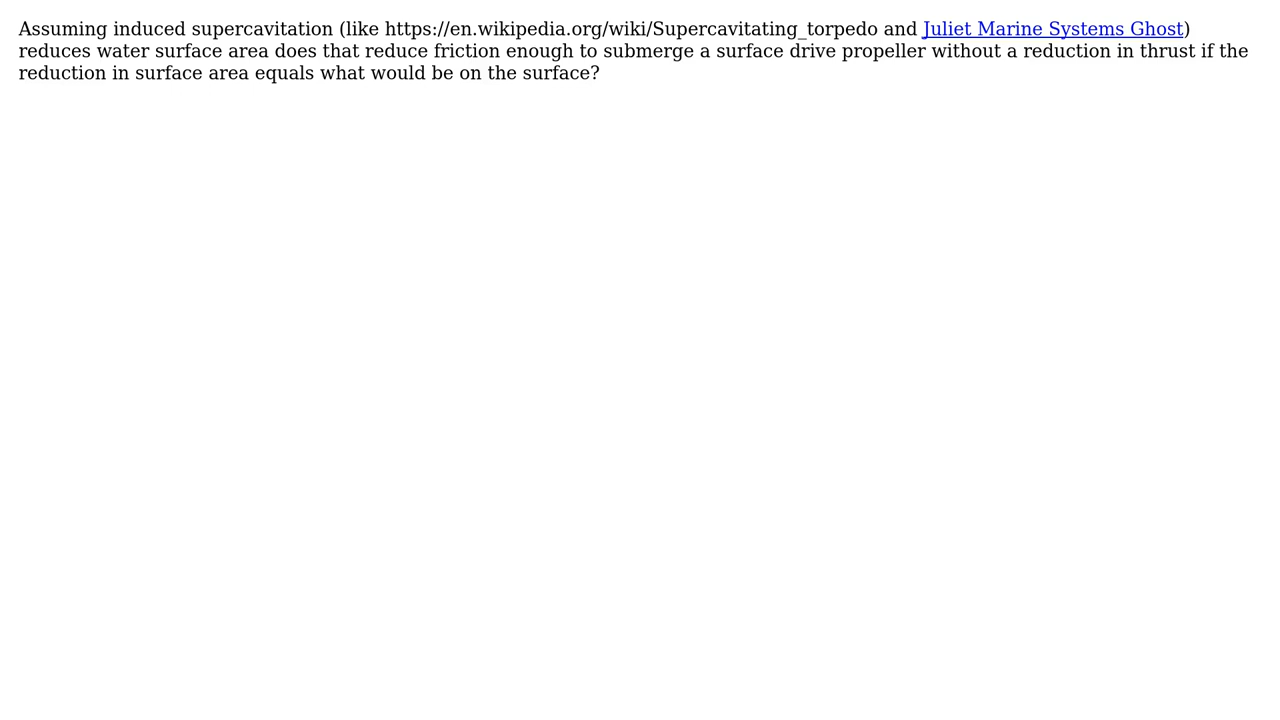 Assuming induced supercavitation (like https://en.wikipedia.org/wiki/Supercavitating_torpedo and Juliet Marine Systems Ghost)
reduces water surface area does that reduce friction enough to submerge a surface drive propeller without a reduction in thrust if the
reduction in surface area equals what would be on the surface?